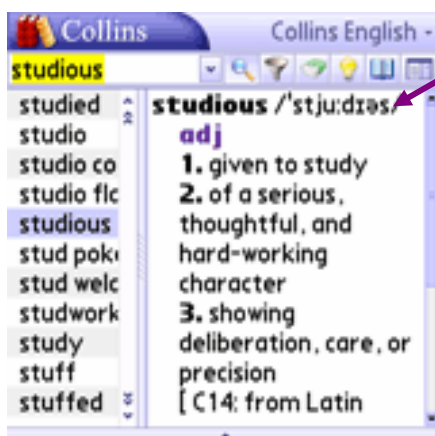 Collins
Collins English -
studious
studied
studio
studio co
studio flc
studious
stud pok
stud welc
studwork
study
stuff
stuffed
studious /ˈstjuːdɪəs/
adj
1. given to study
2. of a serious,
thoughtful, and
hard-working
character
3. showing
deliberation, care, or
precision
[ C14: from Latin